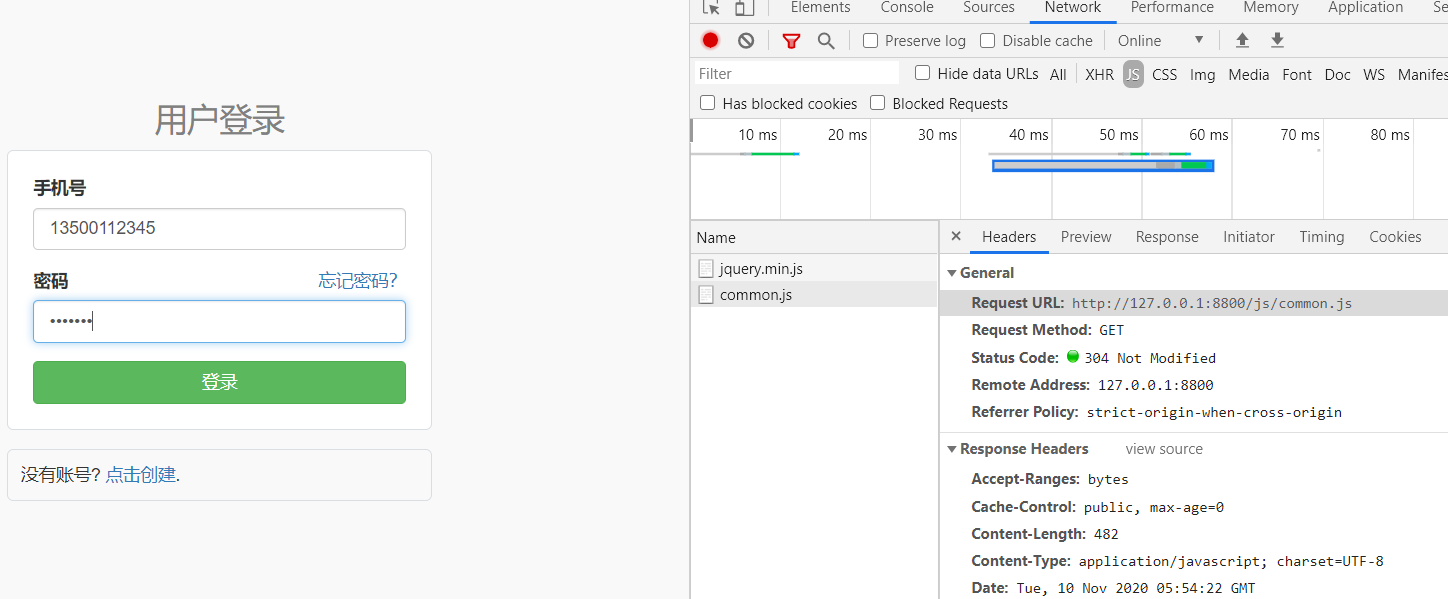 用户登录
手机号
13500112345
密码 忘记密码?
•••••••
登录
没有账号? 点击创建.
Elements Console Sources Network Performance Memory Application
Preserve log Disable cache Online
Filter Hide data URLs All XHR JS CSS Img Media Font Doc WS
Has blocked cookies Blocked Requests
10 ms 20 ms 30 ms 40 ms 50 ms 60 ms 70 ms 80 ms
Name
jquery.min.js
common.js
× Headers Preview Response Initiator Timing Cookies
General
Request URL: http://127.0.0.1:8800/js/common.js
Request Method: GET
Status Code: 304 Not Modified
Remote Address: 127.0.0.1:8800
Referrer Policy: strict-origin-when-cross-origin
Response Headers view source
Accept-Ranges: bytes
Cache-Control: public, max-age=0
Content-Length: 482
Content-Type: application/javascript; charset=UTF-8
Date: Tue, 10 Nov 2020 05:54:22 GMT